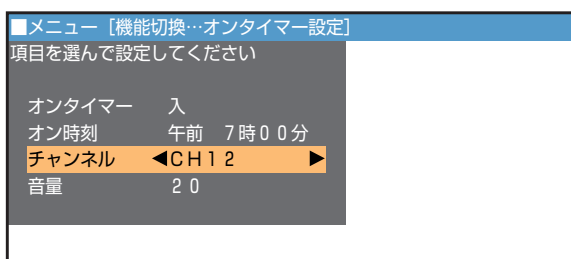 ■メニュー［機能切換…オンタイマー設定］
項目を選んで設定してください
オンタイマー　入
オン時刻　午前　７時００分
チャンネル　◀ＣＨ１２　▶
音量　２０